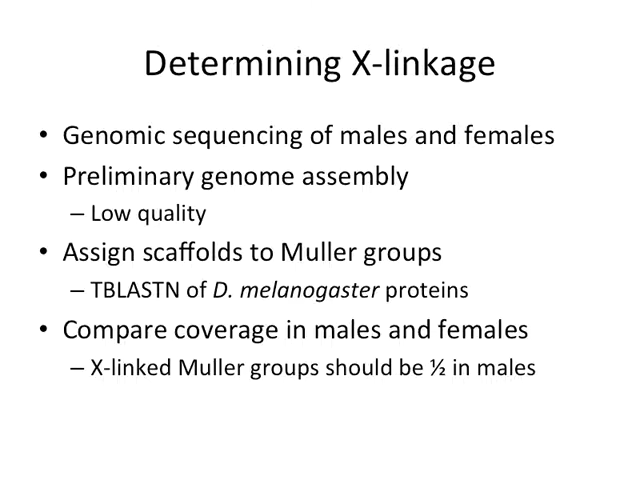 Determining X-linkage
• Genomic sequencing of males and females
• Preliminary genome assembly
– Low quality
• Assign scaffolds to Muller groups
– TBLASTN of D. melanogaster proteins
• Compare coverage in males and females
– X-linked Muller groups should be ½ in males